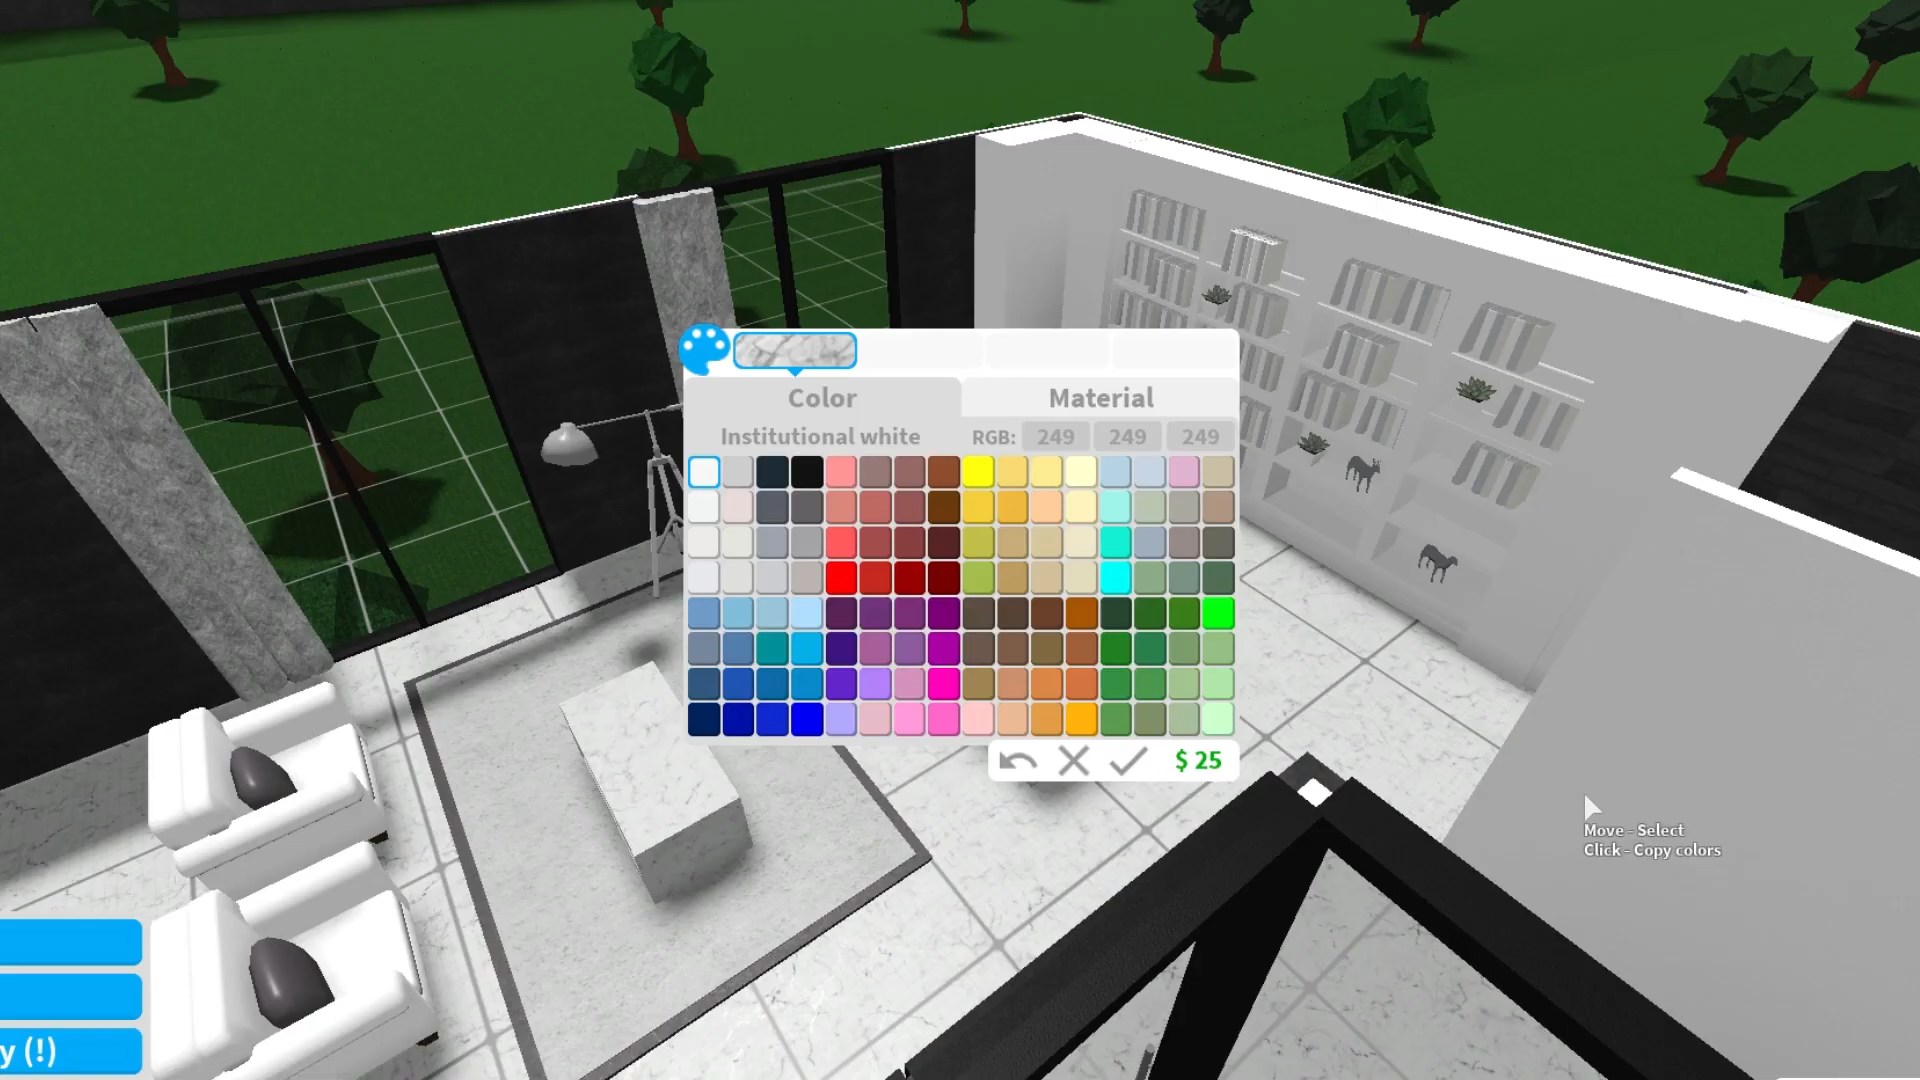 Color
Material
Institutional white
RGB: 249 249 249
$ 25
Move - Select
Click - Copy colors
y (!)